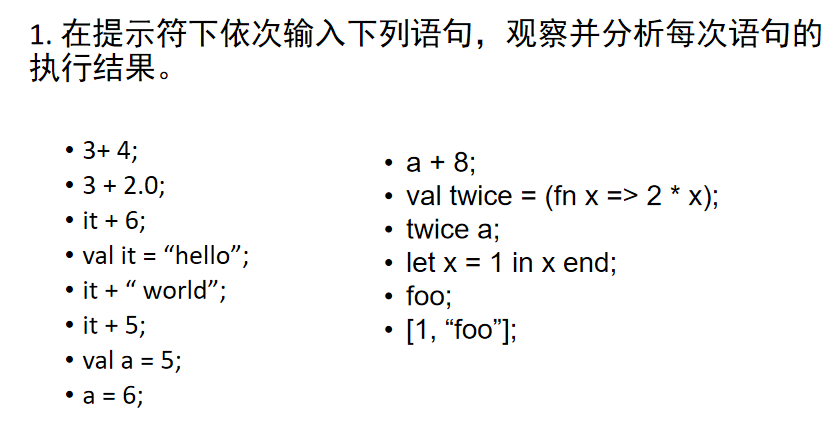 1. 在提示符下依次输入下列语句，观察并分析每次语句的
执行结果。
• 3+ 4;
• 3 + 2.0;
• it + 6;
• val it = “hello”;
• it + “ world”;
• it + 5;
• val a = 5;
• a = 6;
• a + 8;
• val twice = (fn x => 2 * x);
• twice a;
• let x = 1 in x end;
• foo;
• [1, “foo”];